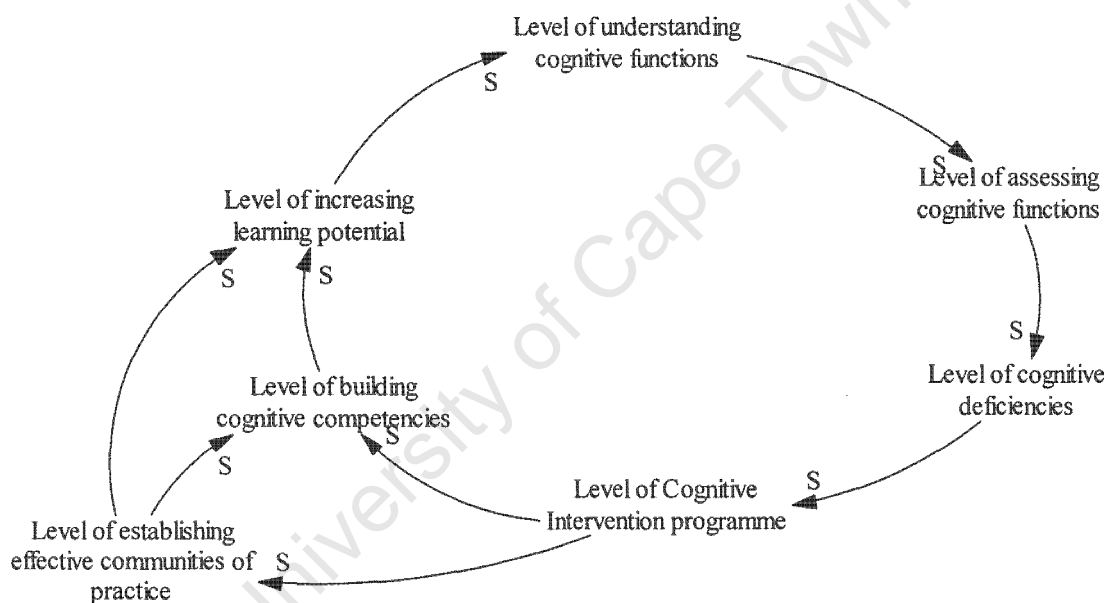 Level of understanding
cognitive functions
S
S
Level of assessing
cognitive functions
Level of increasing
learning potential
S
S
S
Level of building
cognitive competencies
S
S
Level of cognitive
deficiencies
S
Level of Cognitive
Intervention programme
Level of establishing
effective communities of
practice
S
University of Cape Town